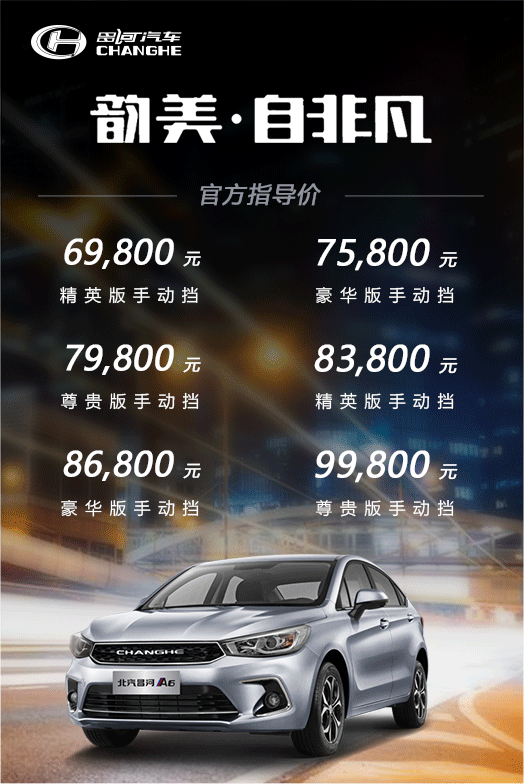 昌河汽车
CHANGHE
韵美·自非凡
官方指导价
69,800 元
75,800 元
精英版手动挡
豪华版手动挡
79,800 元
83,800 元
尊贵版手动挡
精英版手动挡
86,800 元
99,800 元
豪华版手动挡
尊贵版手动挡
CHANGHE
北汽昌河 A6